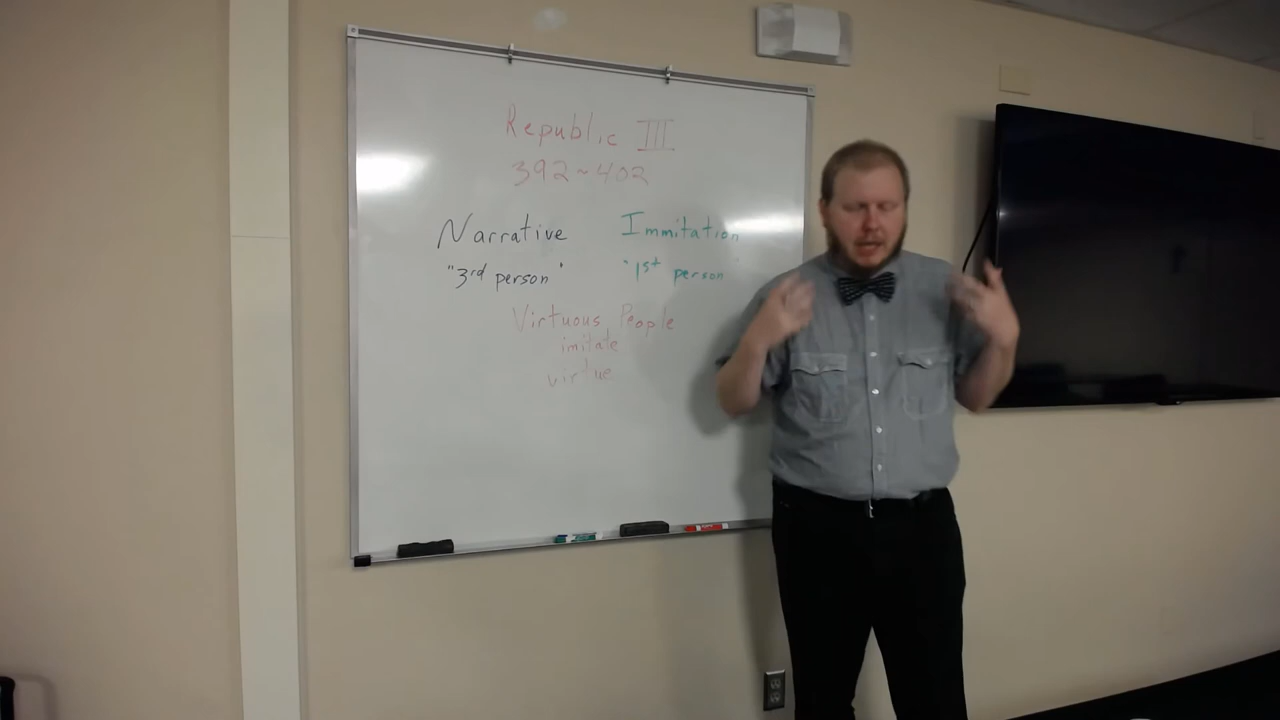 Republic III
392~402
Narrative
Immitation
"3rd person"
"1st person"
Virtuous People
imitate
virtue